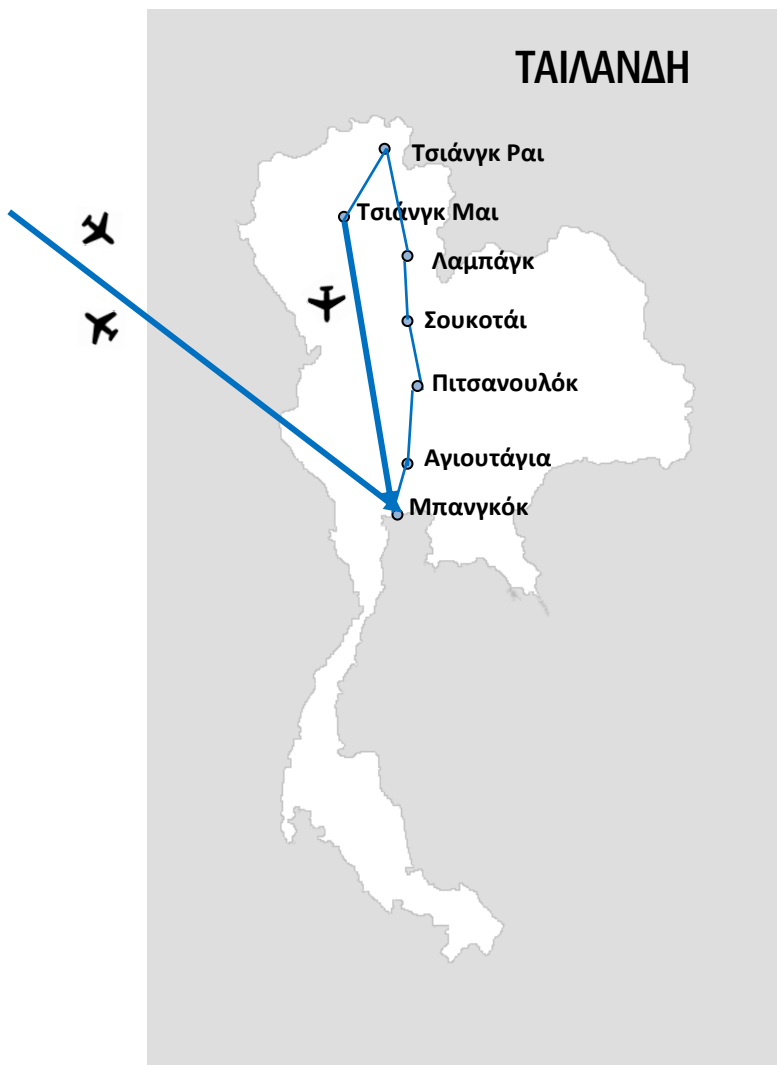 ΤΑΙΛΑΝΔΗ
Τσιάνγκ Ραι
Τσιάνγκ Μαι
Λαμπάγκ
Σουκοτάι
Πιτσανουλόκ
Αγιουτάγια
Μπανγκόκ